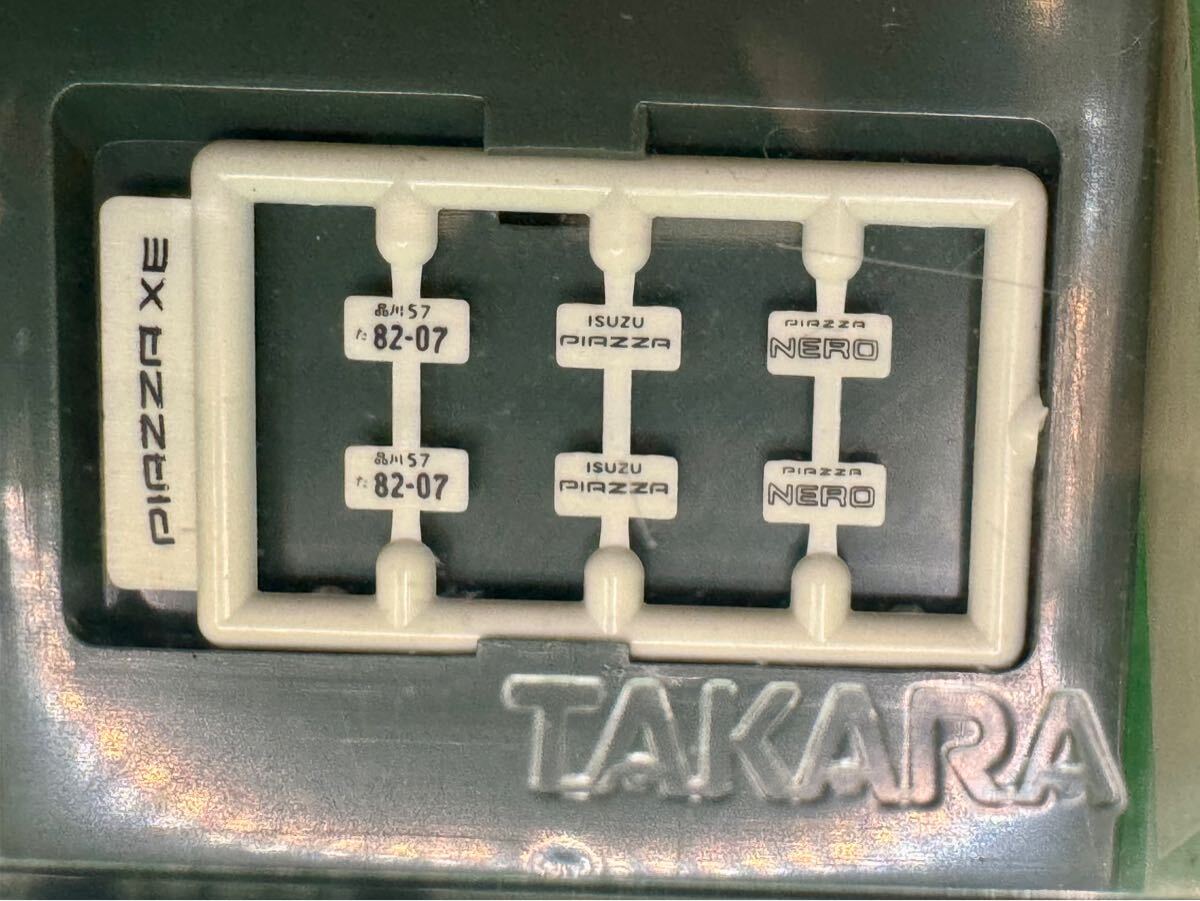 PIAZZA XE
品川57
た 82-07
ISUZU
PIAZZA
PIAZZA
NERO
品川57
た 82-07
ISUZU
PIAZZA
PIAZZA
NERO
TAKARA